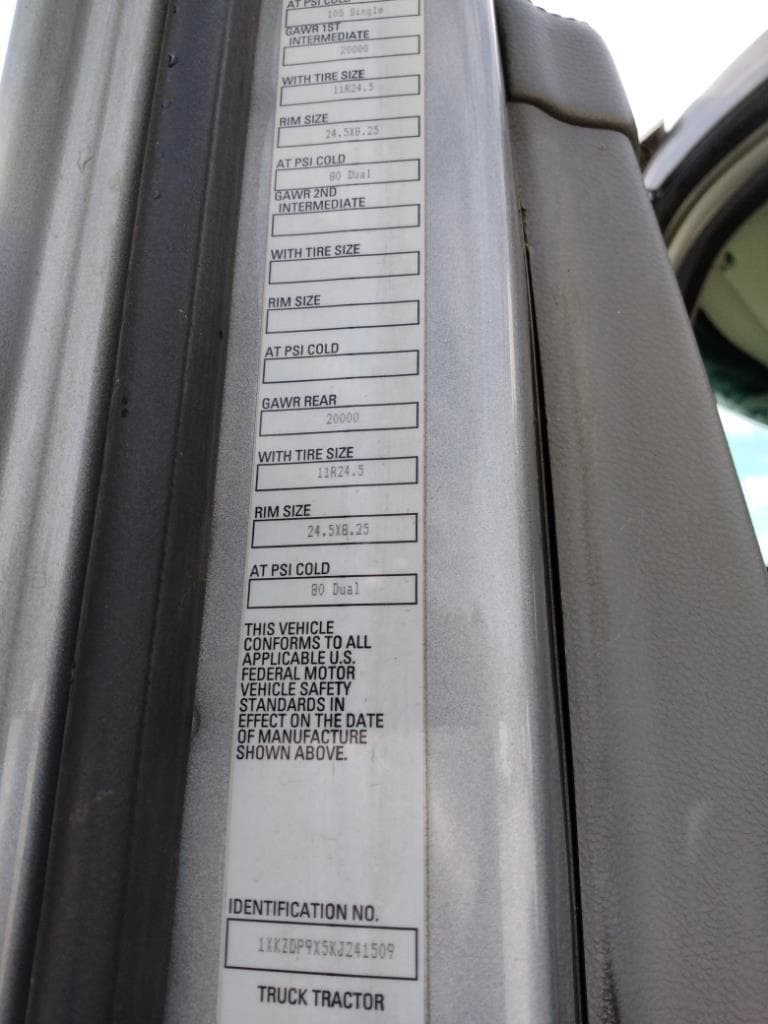 AT PSI COLD
105 Single
GAWR 1ST
INTERMEDIATE
20000
WITH TIRE SIZE
11R24.5
RIM SIZE
24.5X8.25
AT PSI COLD
80 Dual
GAWR 2ND
INTERMEDIATE
WITH TIRE SIZE
RIM SIZE
AT PSI COLD
GAWR REAR
20000
WITH TIRE SIZE
11R24.5
RIM SIZE
24.5X8.25
AT PSI COLD
80 Dual
THIS VEHICLE
CONFORMS TO ALL
APPLICABLE U.S.
FEDERAL MOTOR
VEHICLE SAFETY
STANDARDS IN
EFFECT ON THE DATE
OF MANUFACTURE
SHOWN ABOVE.
IDENTIFICATION NO.
1XKZDP9X5KJ241509
TRUCK TRACTOR